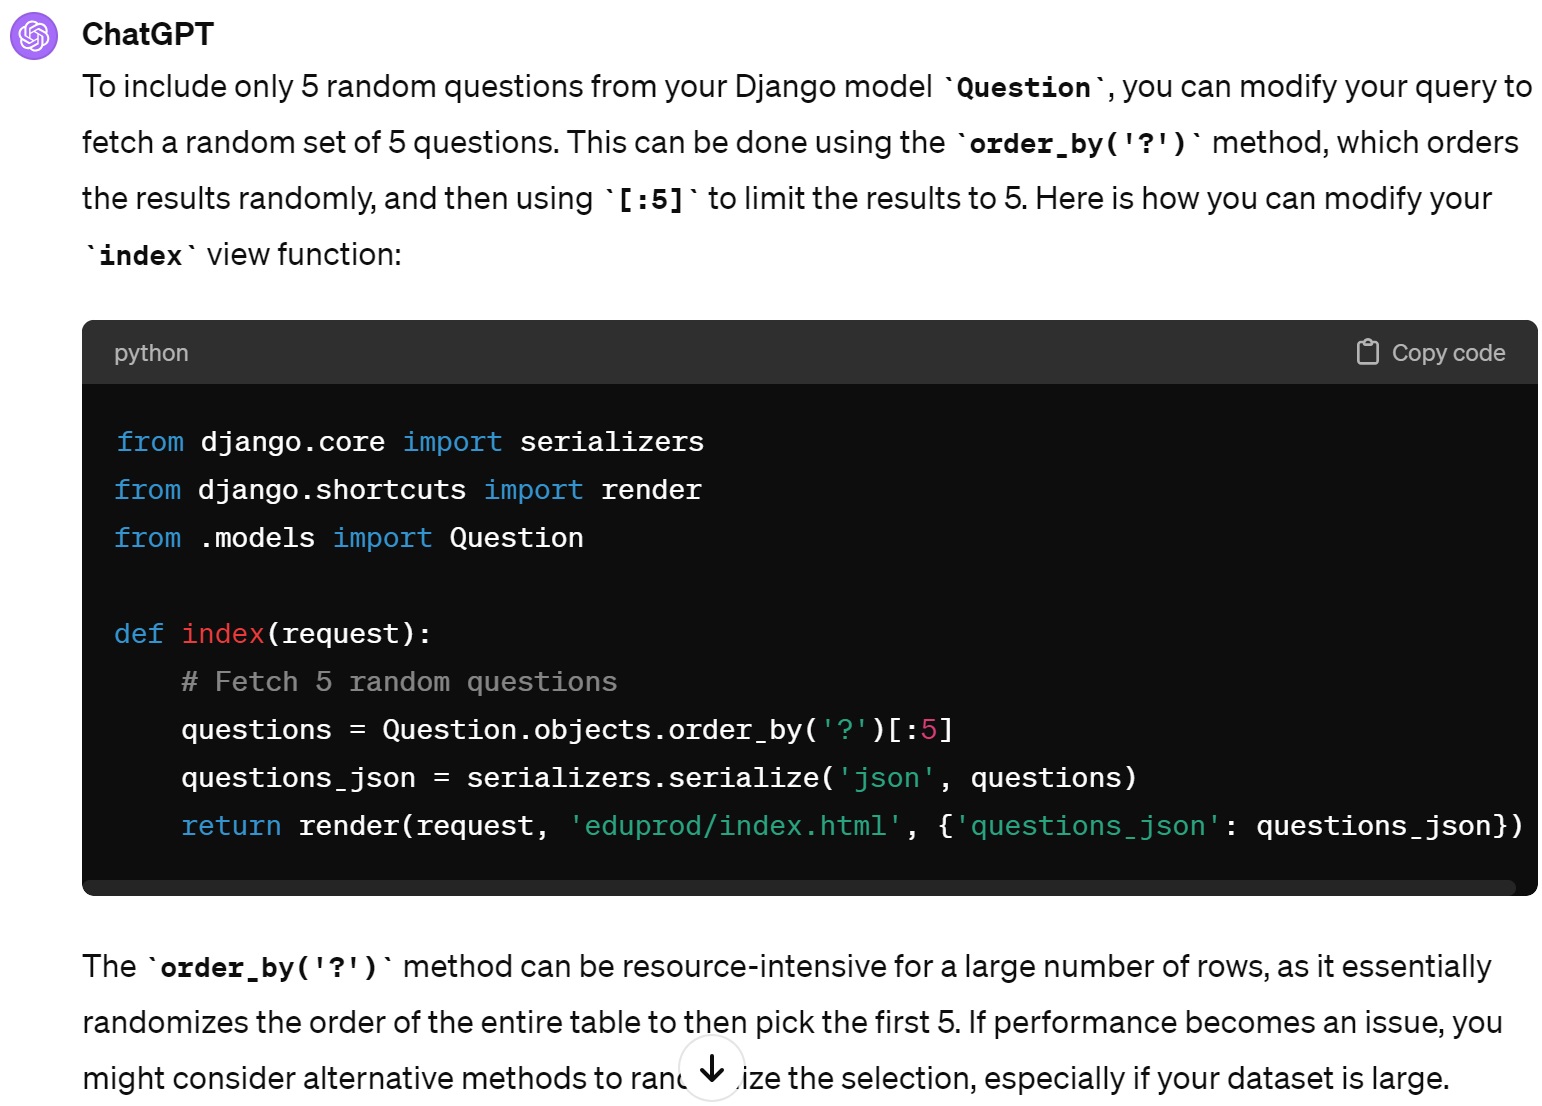 ChatGPT
To include only 5 random questions from your Django model `Question`, you can modify your query to
fetch a random set of 5 questions. This can be done using the `order_by('?')` method, which orders
the results randomly, and then using `[:5]` to limit the results to 5. Here is how you can modify your
`index` view function:
python Copy code
from django.core import serializers
from django.shortcuts import render
from .models import Question

def index(request):
    # Fetch 5 random questions
    questions = Question.objects.order_by('?')[:5]
    questions_json = serializers.serialize('json', questions)
    return render(request, 'eduprod/index.html', {'questions_json': questions_json})
The `order_by('?')` method can be resource-intensive for a large number of rows, as it essentially
randomizes the order of the entire table to then pick the first 5. If performance becomes an issue, you
might consider alternative methods to the selection, especially if your dataset is large.